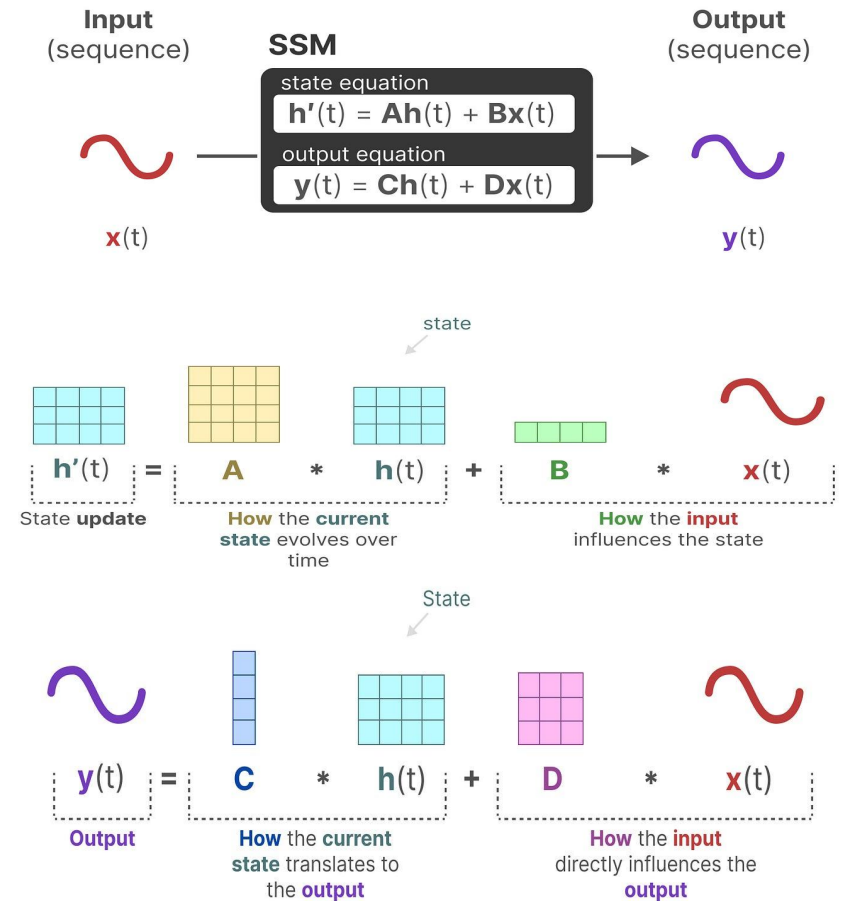 Input
(sequence)
SSM
Output
(sequence)
state equation
h′(t) = Ah(t) + Bx(t)
output equation
y(t) = Ch(t) + Dx(t)
x(t)
y(t)
state
h′(t) = A * h(t) + B * x(t)
State update
How the current
state evolves over
time
How the input
influences the state
State
y(t) = C * h(t) + D * x(t)
Output
How the current
state translates to
the output
How the input
directly influences the
output